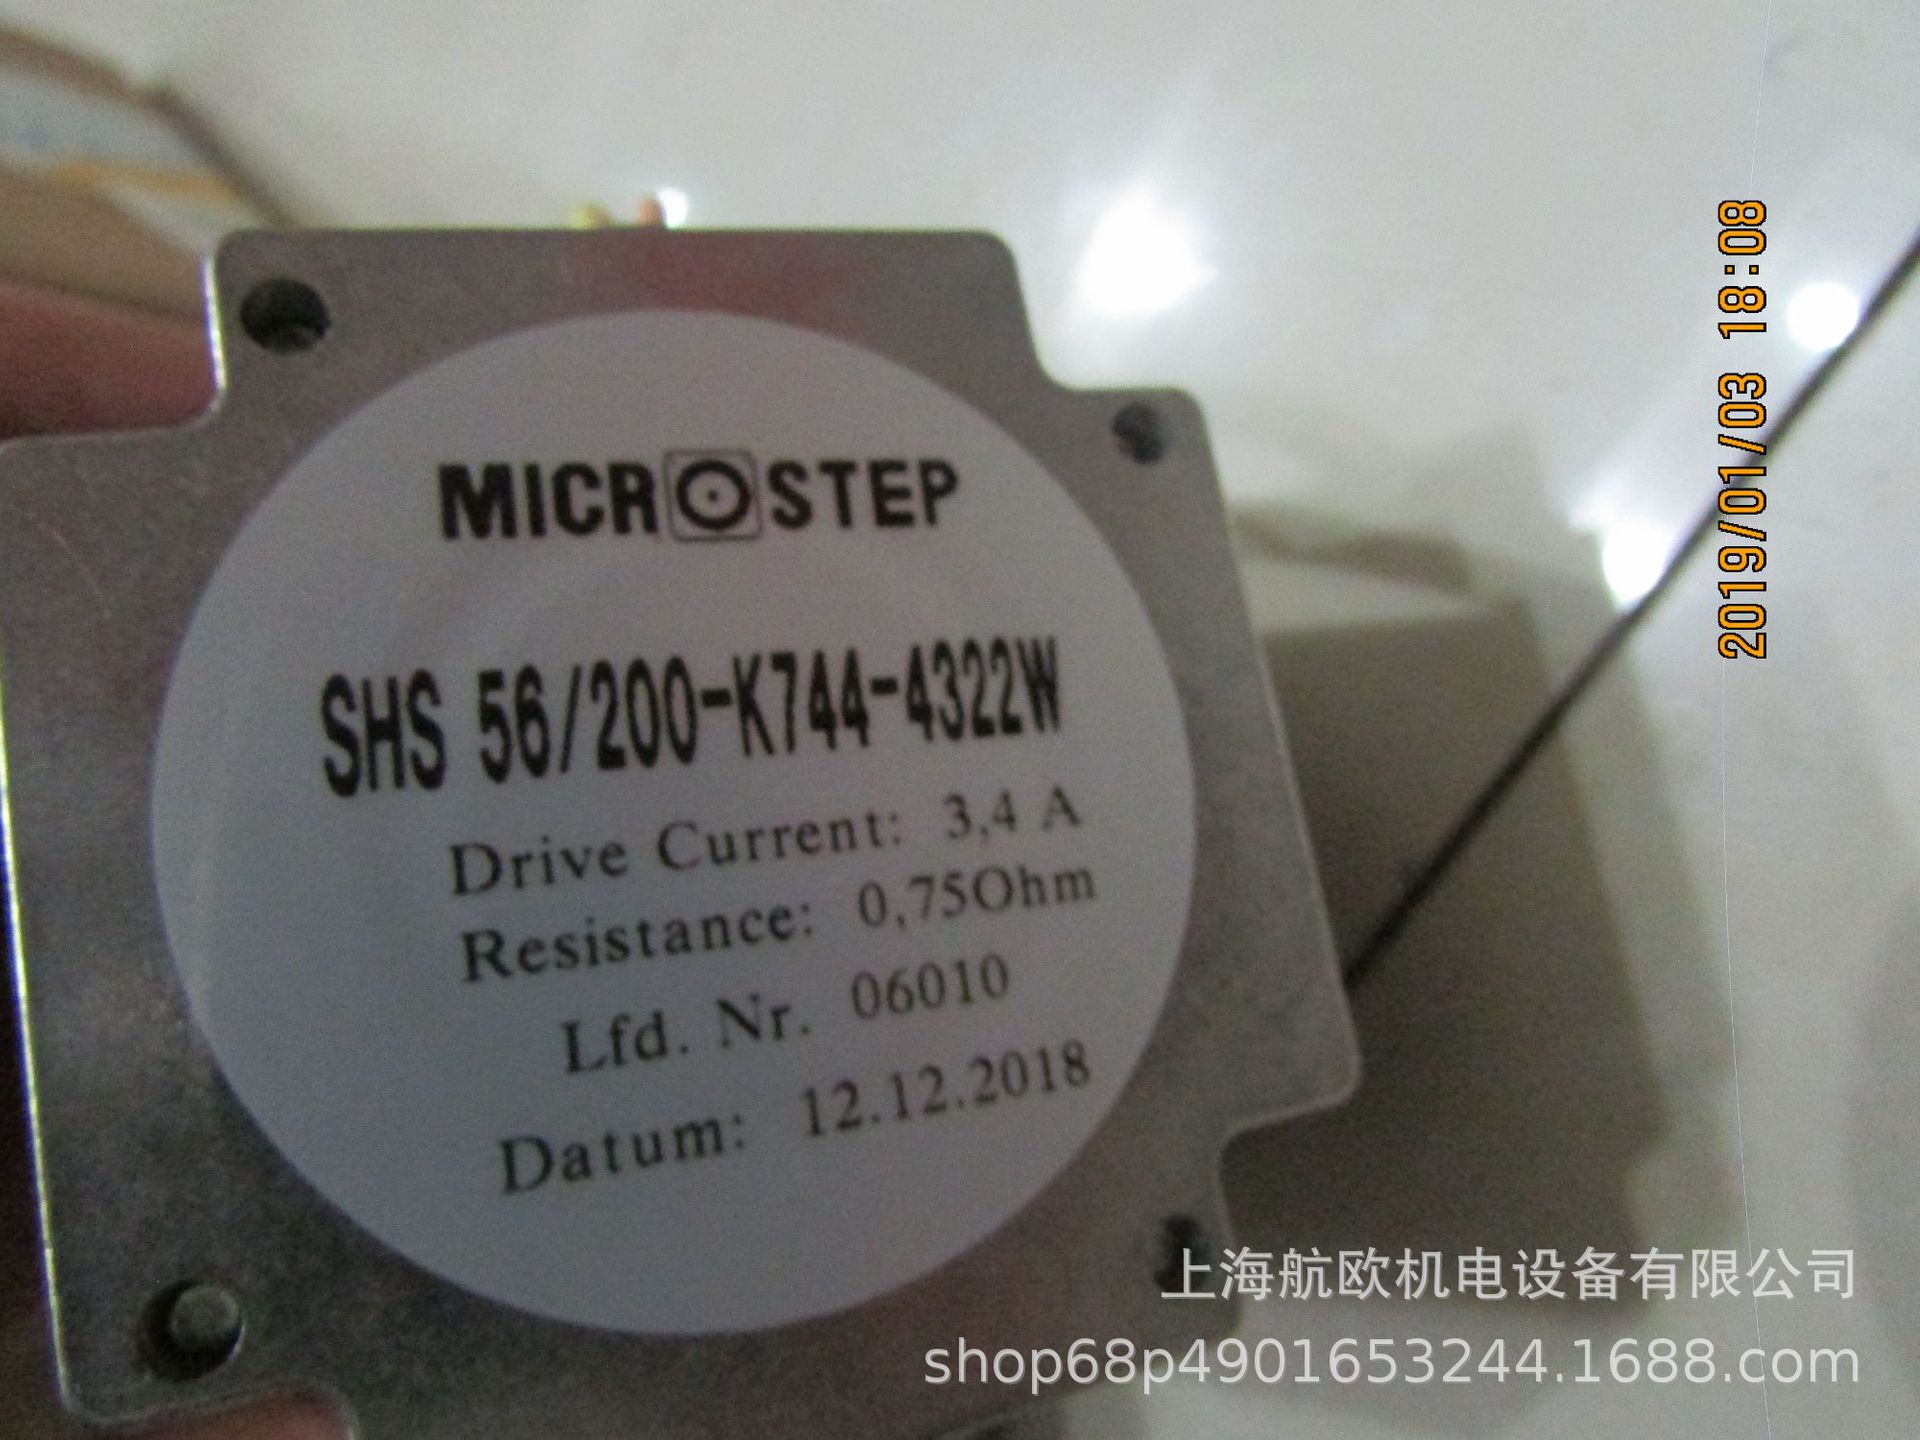 MICROSTEP
SHS 56/200-K744-4322W
Drive Current: 3,4 A
Resistance: 0,75Ohm
Lfd. Nr. 06010
Datum: 12.12.2018
2019/01/03 18:08
上海航欧机电设备有限公司
shop68p4901653244.1688.com